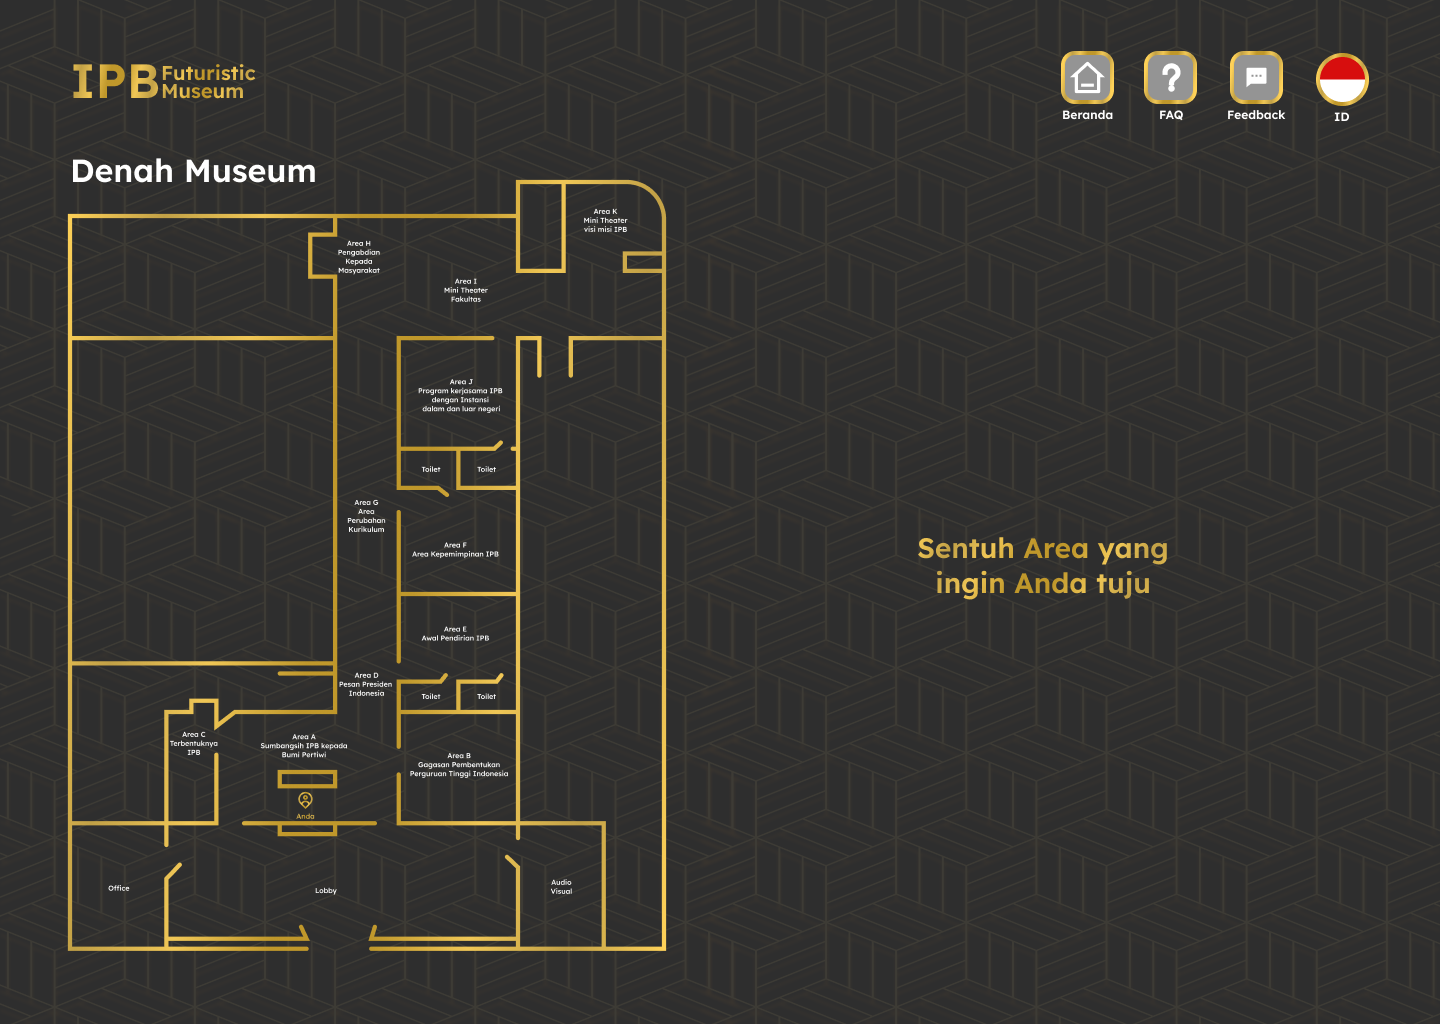 IPB Futuristic
Museum
Beranda
FAQ
Feedback
ID
Denah Museum
Area K
Mini Theater
visi misi IPB
Area H
Pengabdian
Kepada
Masyarakat
Area I
Mini Theater
Fakultas
Area J
Program kerjasama IPB
dengan Instansi
dalam dan luar negeri
Toilet
Toilet
Area G
Area
Perubahan
Kurikulum
Area F
Area Kepemimpinan IPB
Sentuh Area yang
ingin Anda tuju
Area E
Awal Pendirian IPB
Area D
Pesan Presiden
Indonesia
Toilet
Toilet
Area C
Terbentuknya
IPB
Area A
Sumbangsih IPB kepada
Bumi Pertiwi
Area B
Gagasan Pembentukan
Perguruan Tinggi Indonesia
Anda
Office
Lobby
Audio
Visual